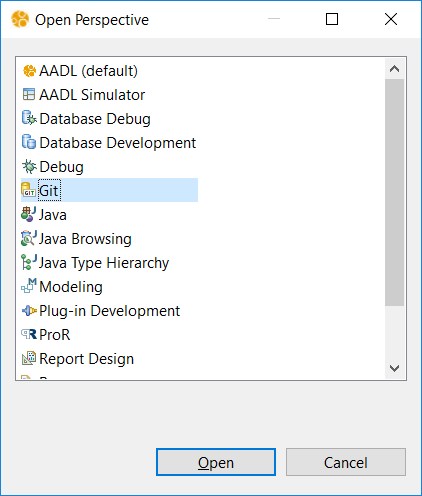 Open Perspective
AADL (default)
AADL Simulator
Database Debug
Database Development
Debug
GIT Git
Java
Java Browsing
Java Type Hierarchy
Modeling
Plug-in Development
ProR
Report Design
Open
Cancel